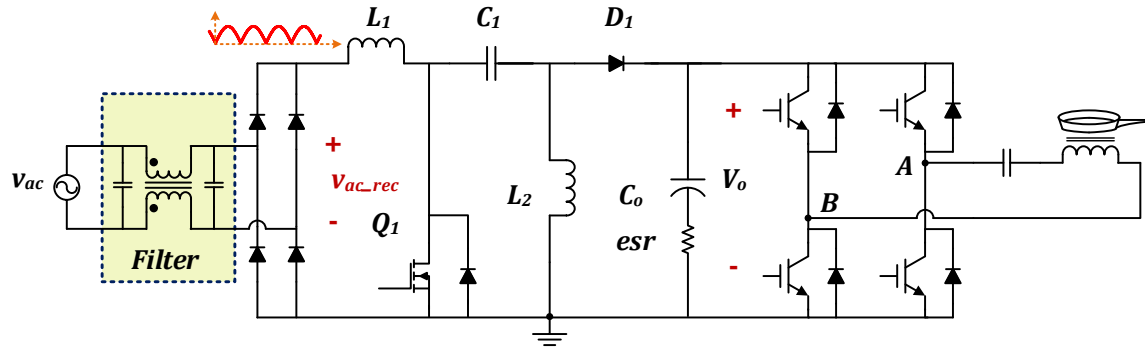 L1 C1 D1
vac
+
vac_rec
-
Q1
L2
Co
esr
+
Vo
-
A
B
Filter